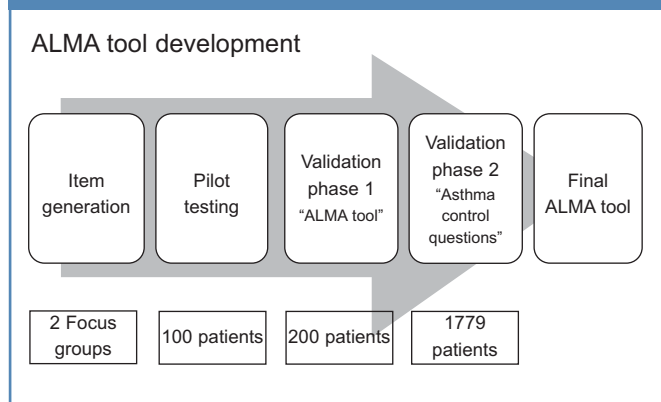 ALMA tool development
Item
generation
Pilot
testing
Validation
phase 1
“ALMA tool”
Validation
phase 2
“Asthma
control
questions”
Final
ALMA tool
2 Focus
groups
100 patients
200 patients
1779
patients